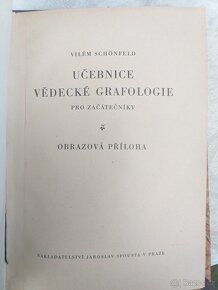 VILÉM SCHÖNFELD
UČEBNICE
VĚDECKÉ GRAFOLOGIE
PRO ZAČÁTEČNÍKY
OBRAZOVÁ PŘÍLOHA
NAKLADATELSTVÍ JAROSLAV SPOUSTA V PRAZE